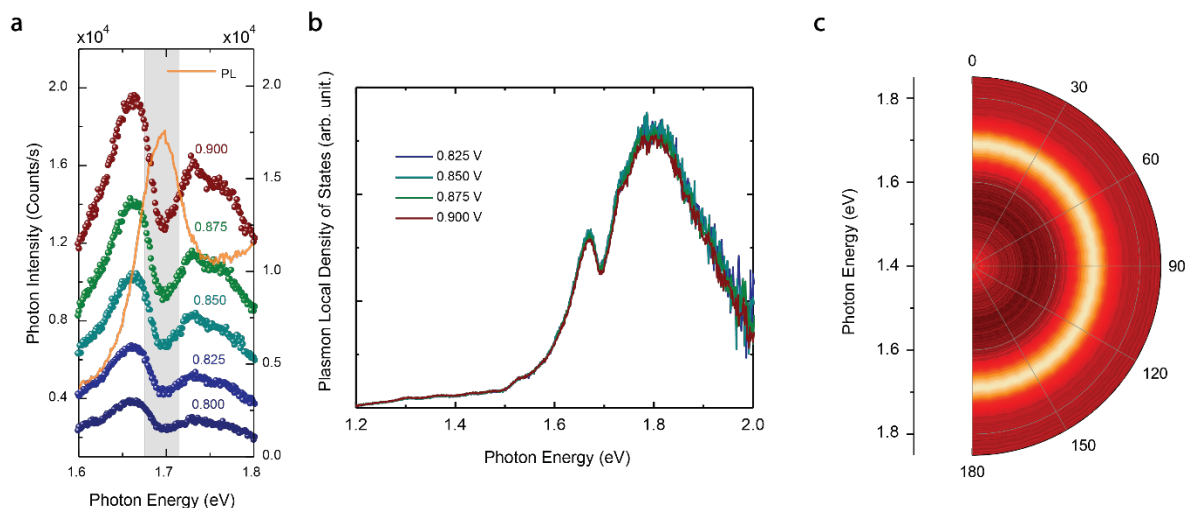 a
×10⁴
×10⁴
PL
2.0
1.6
1.2
0.8
0.4
Photon Intensity (Counts/s)
0.900
0.875
0.850
0.825
0.800
2.0
1.5
1.0
0.5
0.0
1.6
1.7
1.8
Photon Energy (eV)
b
Plasmon Local Density of States (arb. unit.)
0.825 V
0.850 V
0.875 V
0.900 V
1.2
1.4
1.6
1.8
2.0
Photon Energy (eV)
c
Photon Energy (eV)
1.8
1.6
1.4
1.6
1.8
0
30
60
90
120
150
180